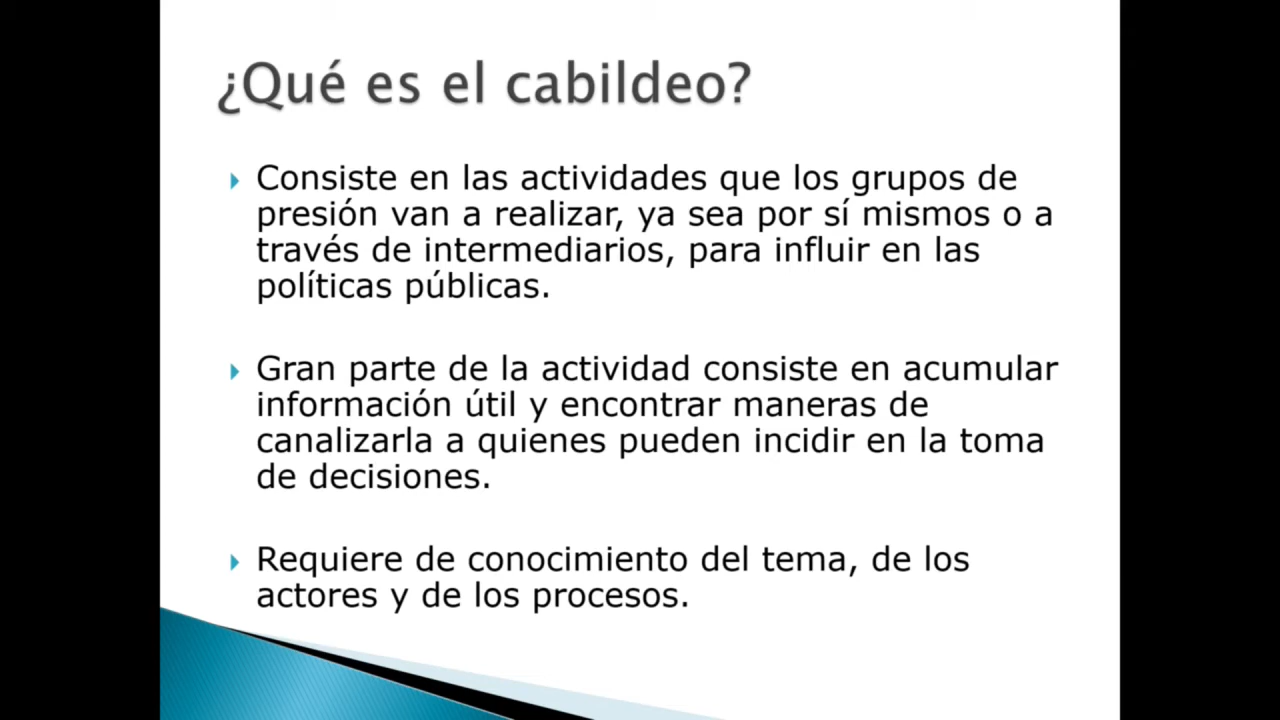 ¿Qué es el cabildeo?
Consiste en las actividades que los grupos de
presión van a realizar, ya sea por sí mismos o a
través de intermediarios, para influir en las
políticas públicas.
Gran parte de la actividad consiste en acumular
información útil y encontrar maneras de
canalizarla a quienes pueden incidir en la toma
de decisiones.
Requiere de conocimiento del tema, de los
actores y de los procesos.